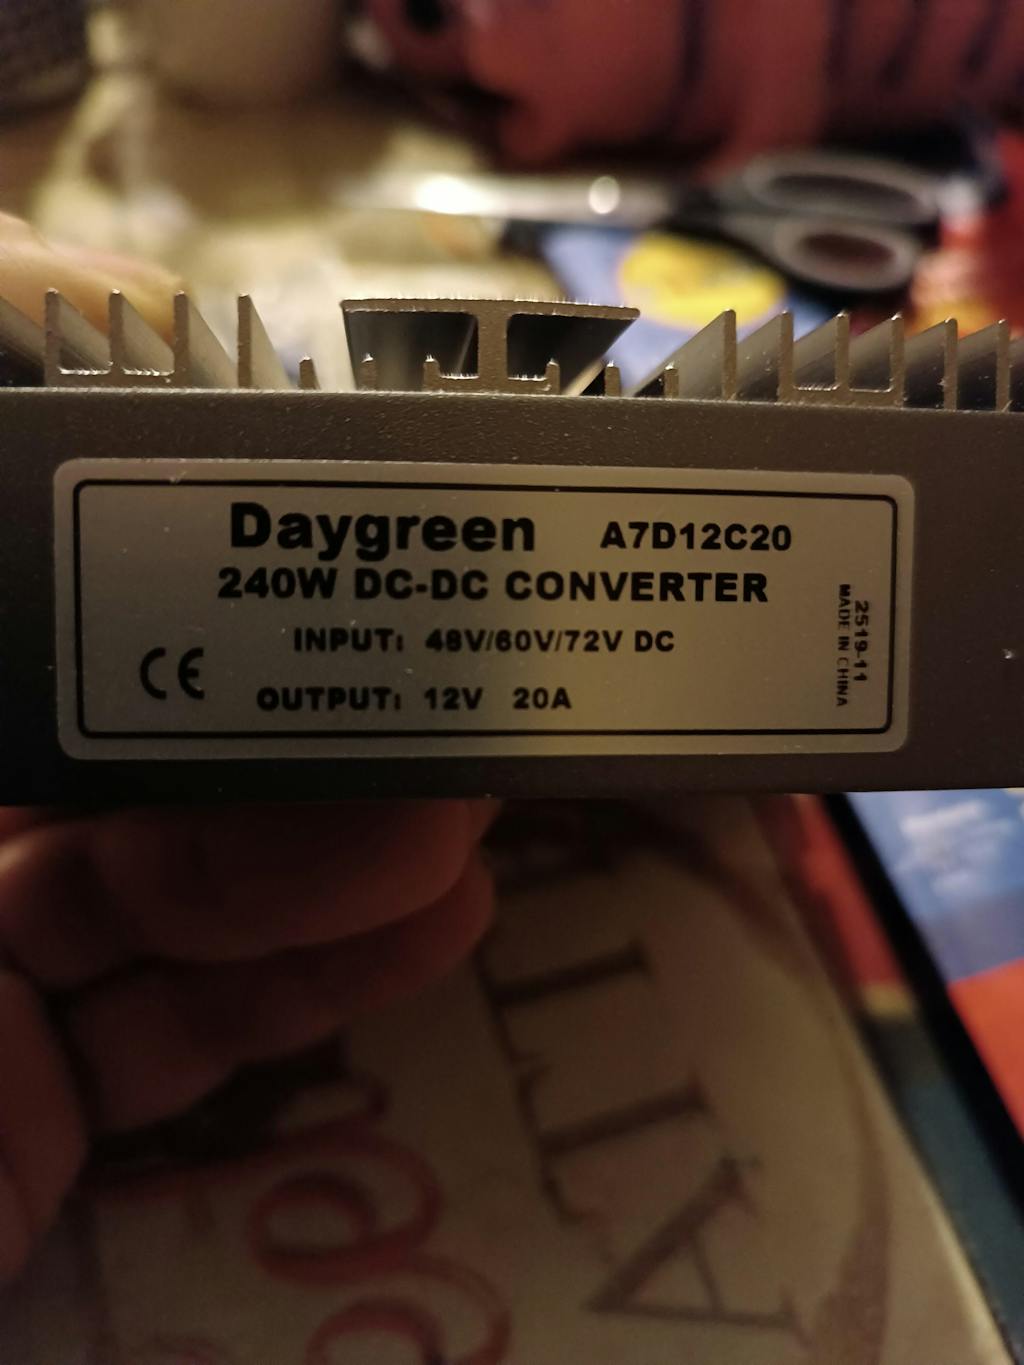 Daygreen A7D12C20
240W DC-DC CONVERTER
INPUT: 48V/60V/72V DC
OUTPUT: 12V 20A
CE
2519-11
MADE IN CHINA